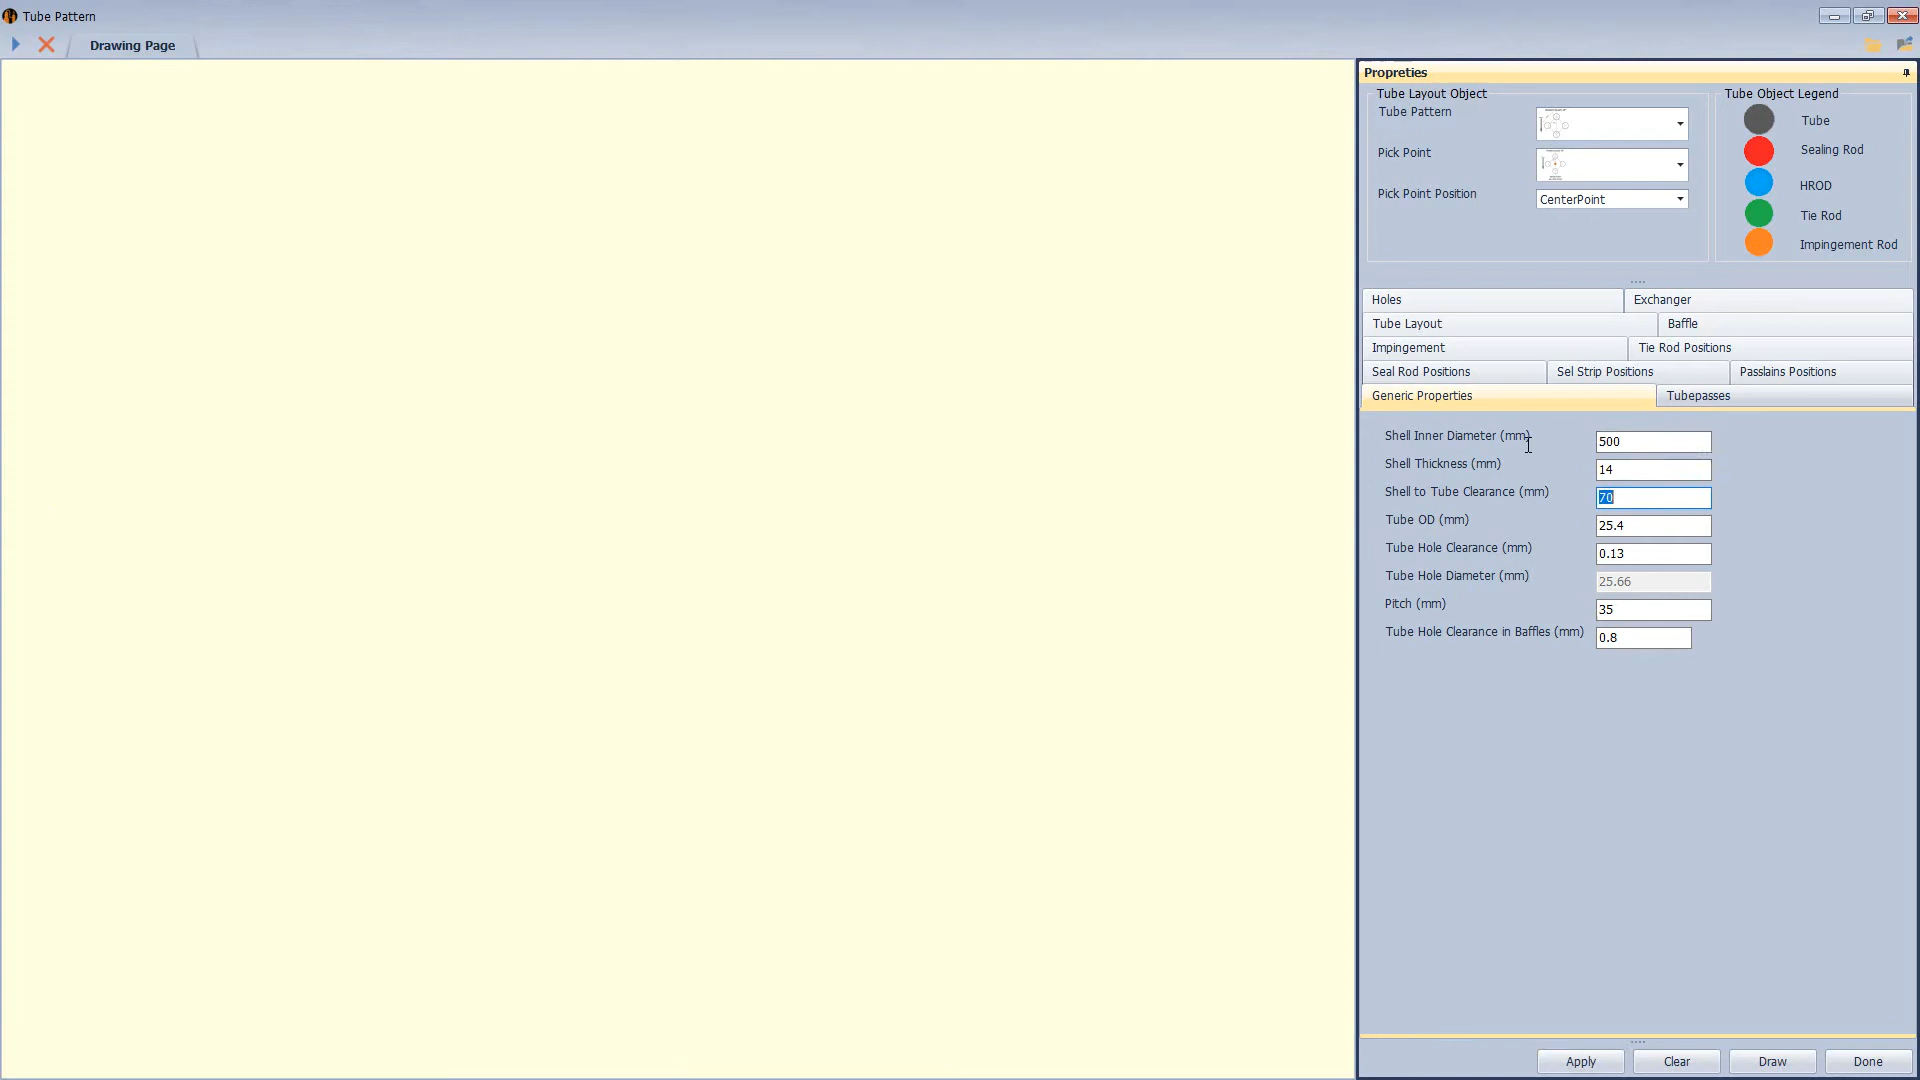 Tube Pattern
Drawing Page
Propreties
Tube Layout Object
Tube Pattern
Pick Point
Pick Point Position
CenterPoint
Tube Object Legend
Tube
Sealing Rod
HROD
Tie Rod
Impingement Rod
Holes
Exchanger
Tube Layout
Baffle
Impingement
Tie Rod Positions
Seal Rod Positions
Sel Strip Positions
Passlains Positions
Generic Properties
Tubepasses
Shell Inner Diameter (mm) 500
Shell Thickness (mm) 14
Shell to Tube Clearance (mm) 70
Tube OD (mm) 25.4
Tube Hole Clearance (mm) 0.13
Tube Hole Diameter (mm) 25.66
Pitch (mm) 35
Tube Hole Clearance in Baffles (mm) 0.8
Apply
Clear
Draw
Done